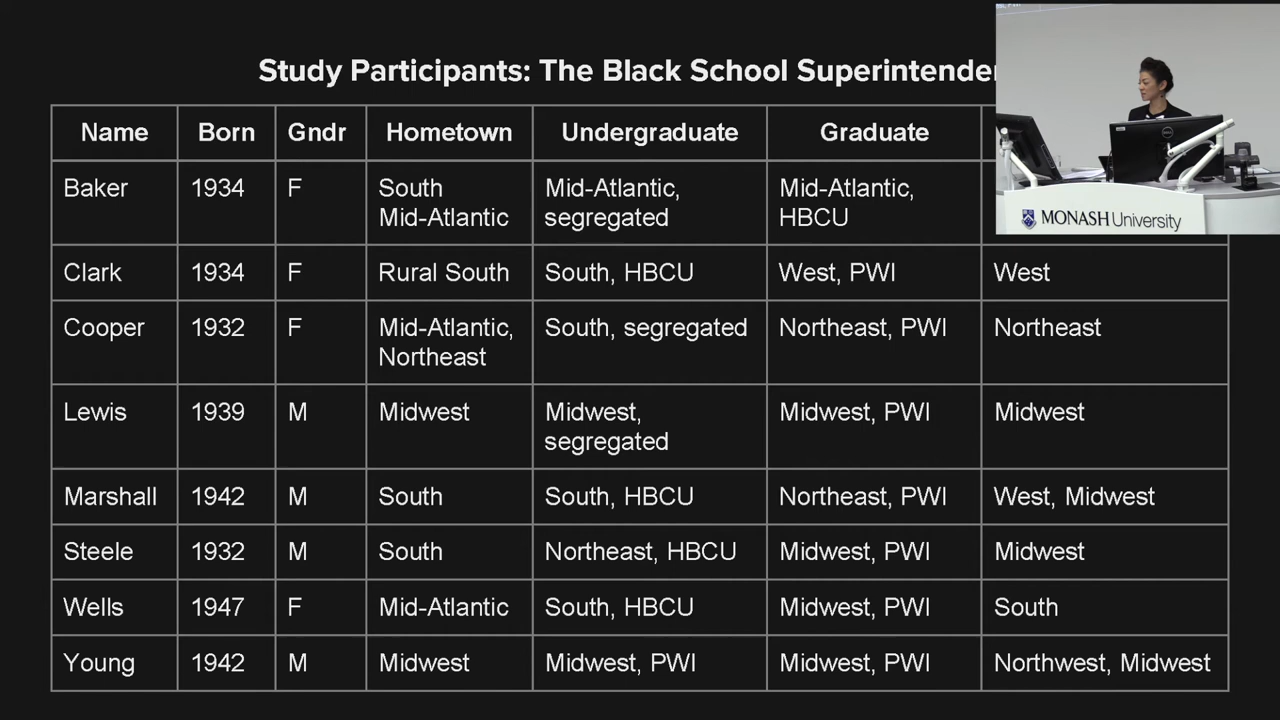 Study Participants: The Black School
Name Born Gndr Hometown Undergraduate Graduate
Baker 1934 F South Mid-Atlantic, Mid-Atlantic,
Mid-Atlantic segregated HBCU
Clark 1934 F Rural South South, HBCU West, PWI West
Cooper 1932 F Mid-Atlantic, South, segregated Northeast, PWI Northeast
Northeast
Lewis 1939 M Midwest Midwest, Midwest, PWI Midwest
segregated
Marshall 1942 M South South, HBCU Northeast, PWI West, Midwest
Steele 1932 M South Northeast, HBCU Midwest, PWI Midwest
Wells 1947 F Mid-Atlantic South, HBCU Midwest, PWI South
Young 1942 M Midwest Midwest, PWI Midwest, PWI Northwest, Midwest
MONASH University